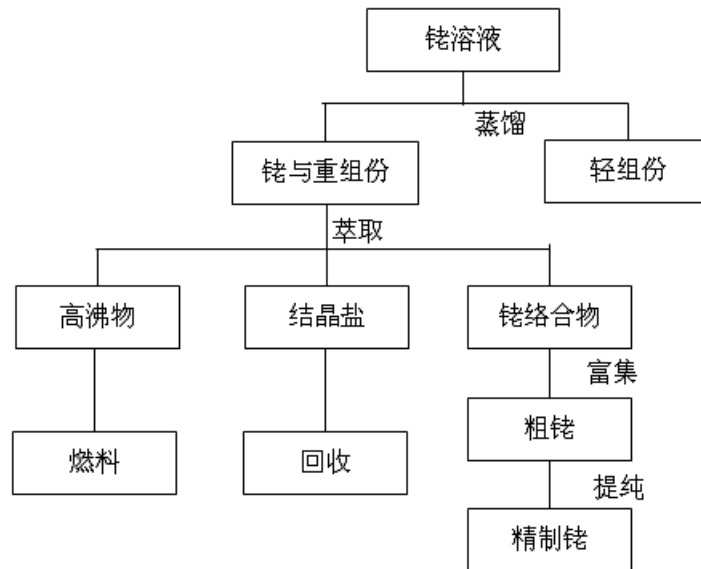 铑溶液
蒸馏
铑与重组份
轻组份
萃取
高沸物
结晶盐
铑络合物
富集
燃料
回收
粗铑
提纯
精制铑